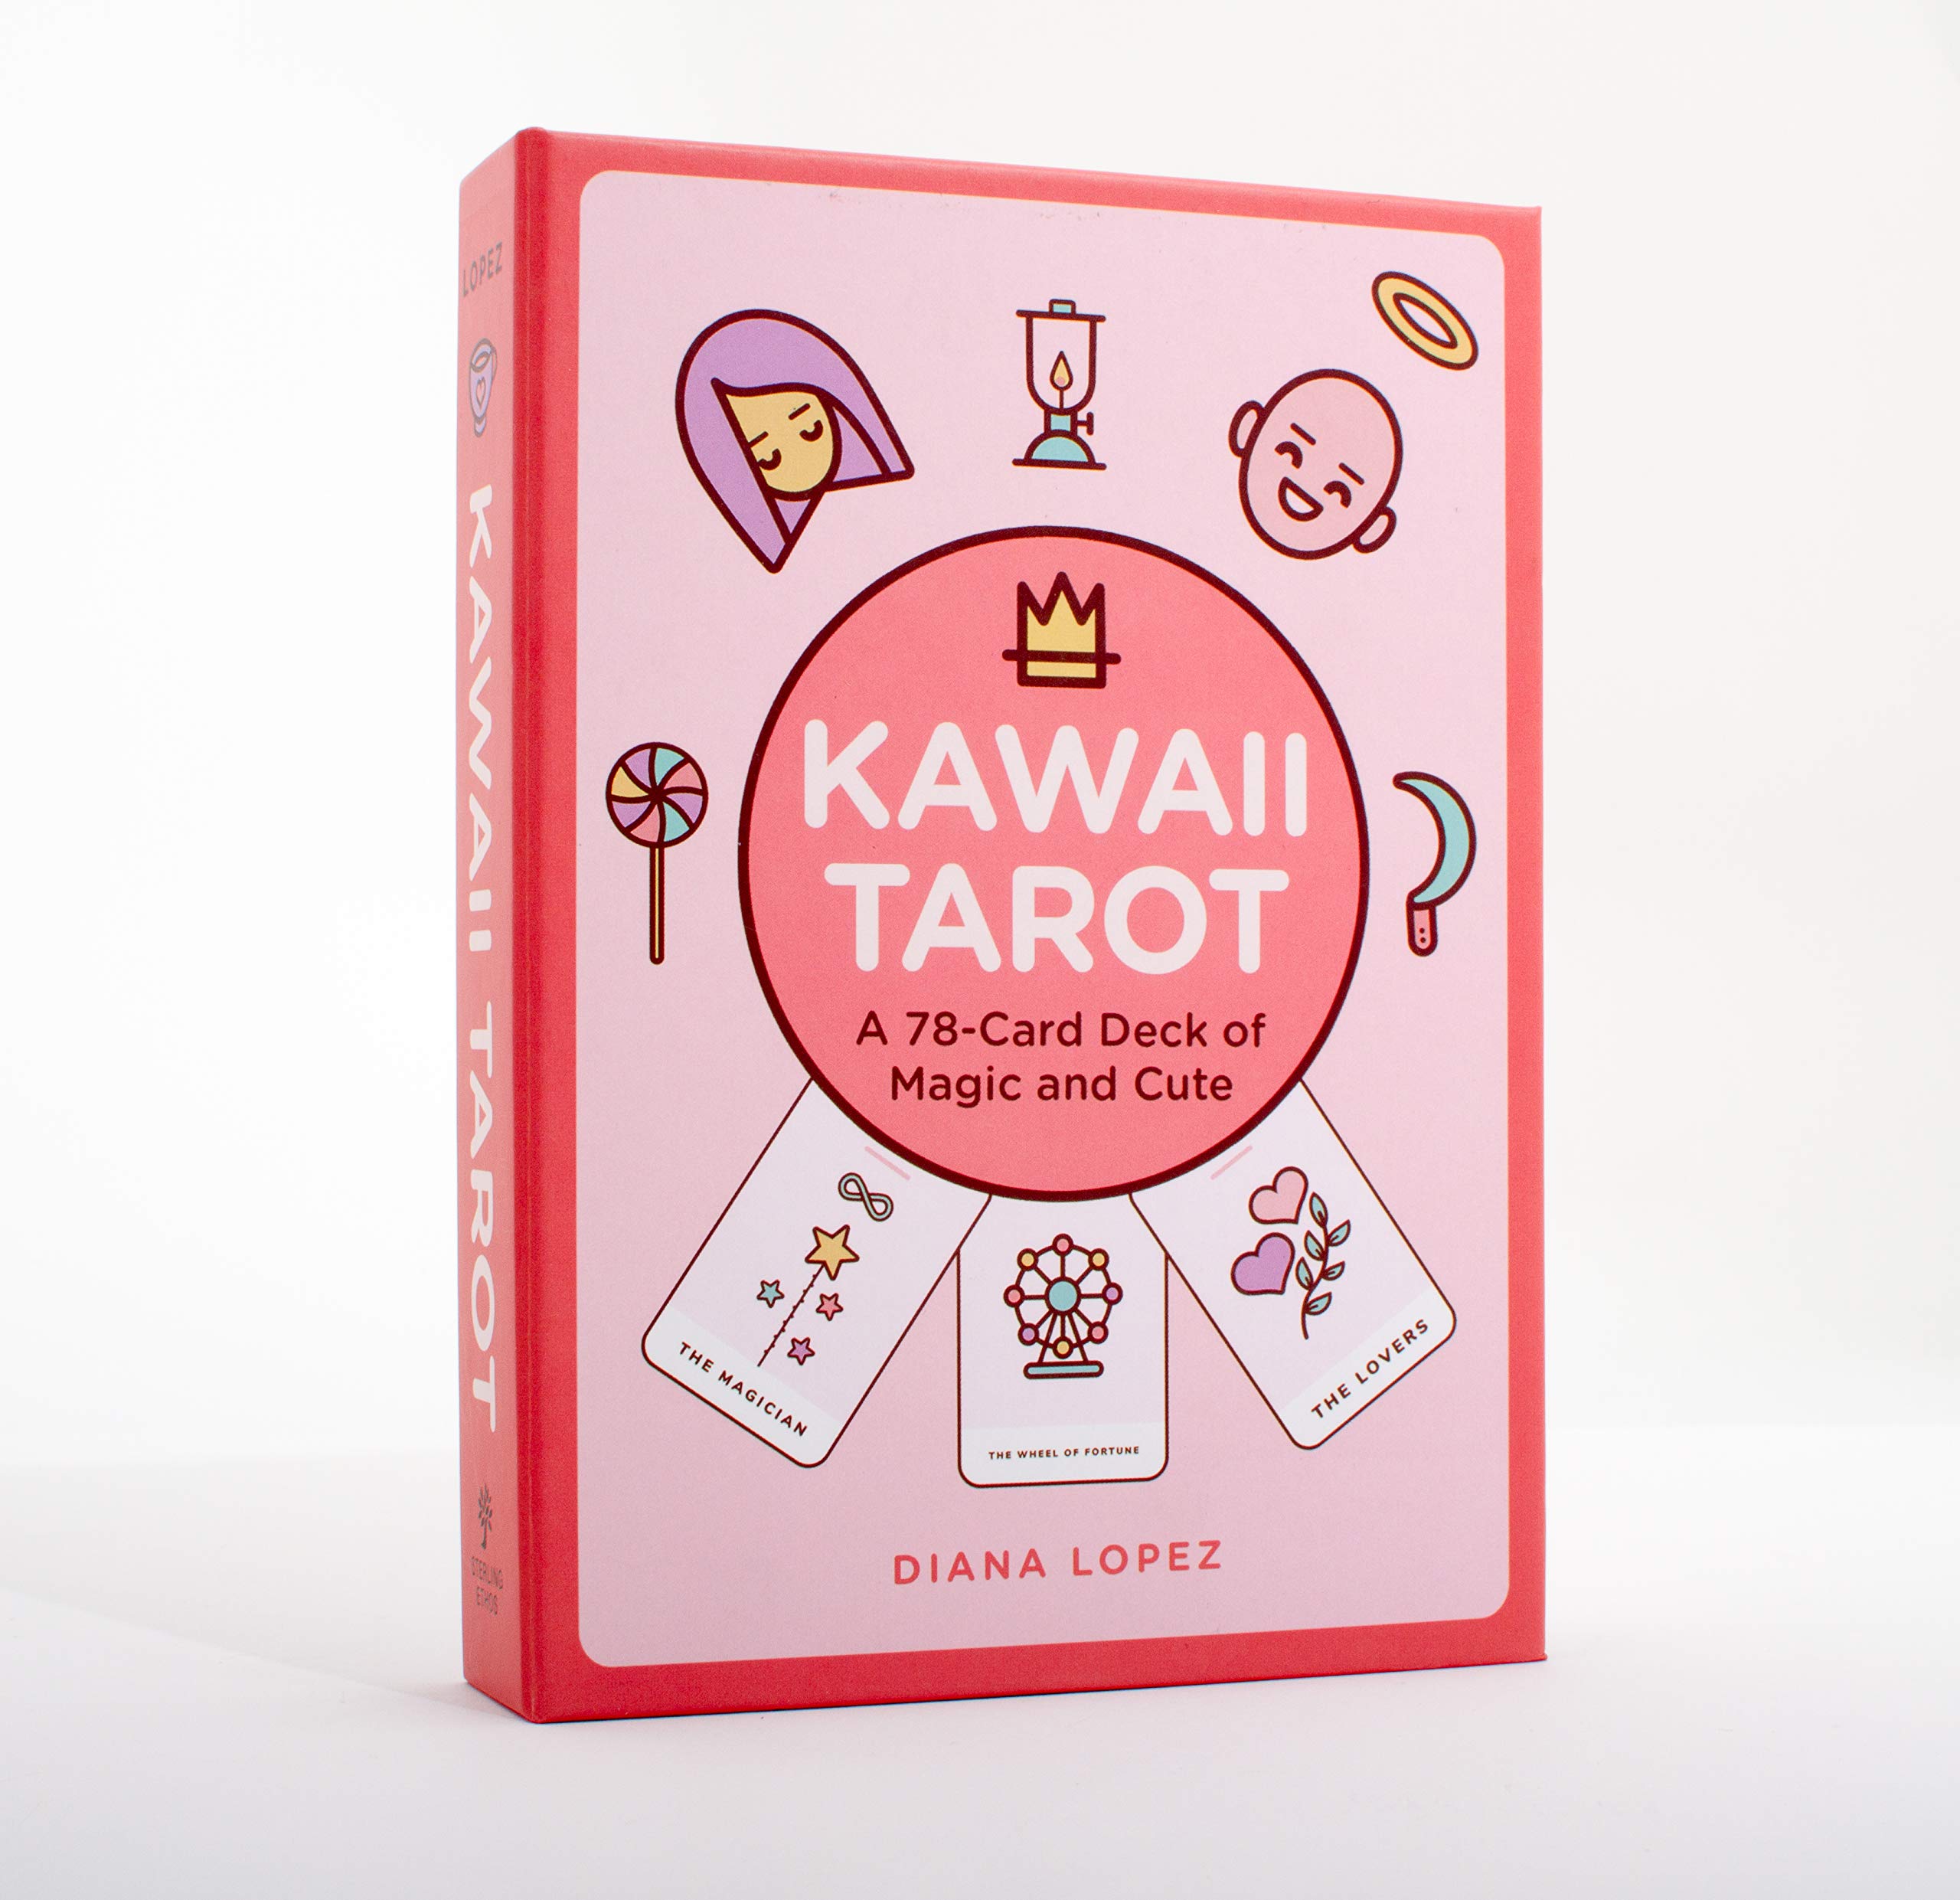 LOPEZ
KAWAII TAROT
STERLING
ETHOS
KAWAII
TAROT
A 78-Card Deck of
Magic and Cute
THE MAGICIAN
THE WHEEL OF FORTUNE
THE LOVERS
DIANA LOPEZ